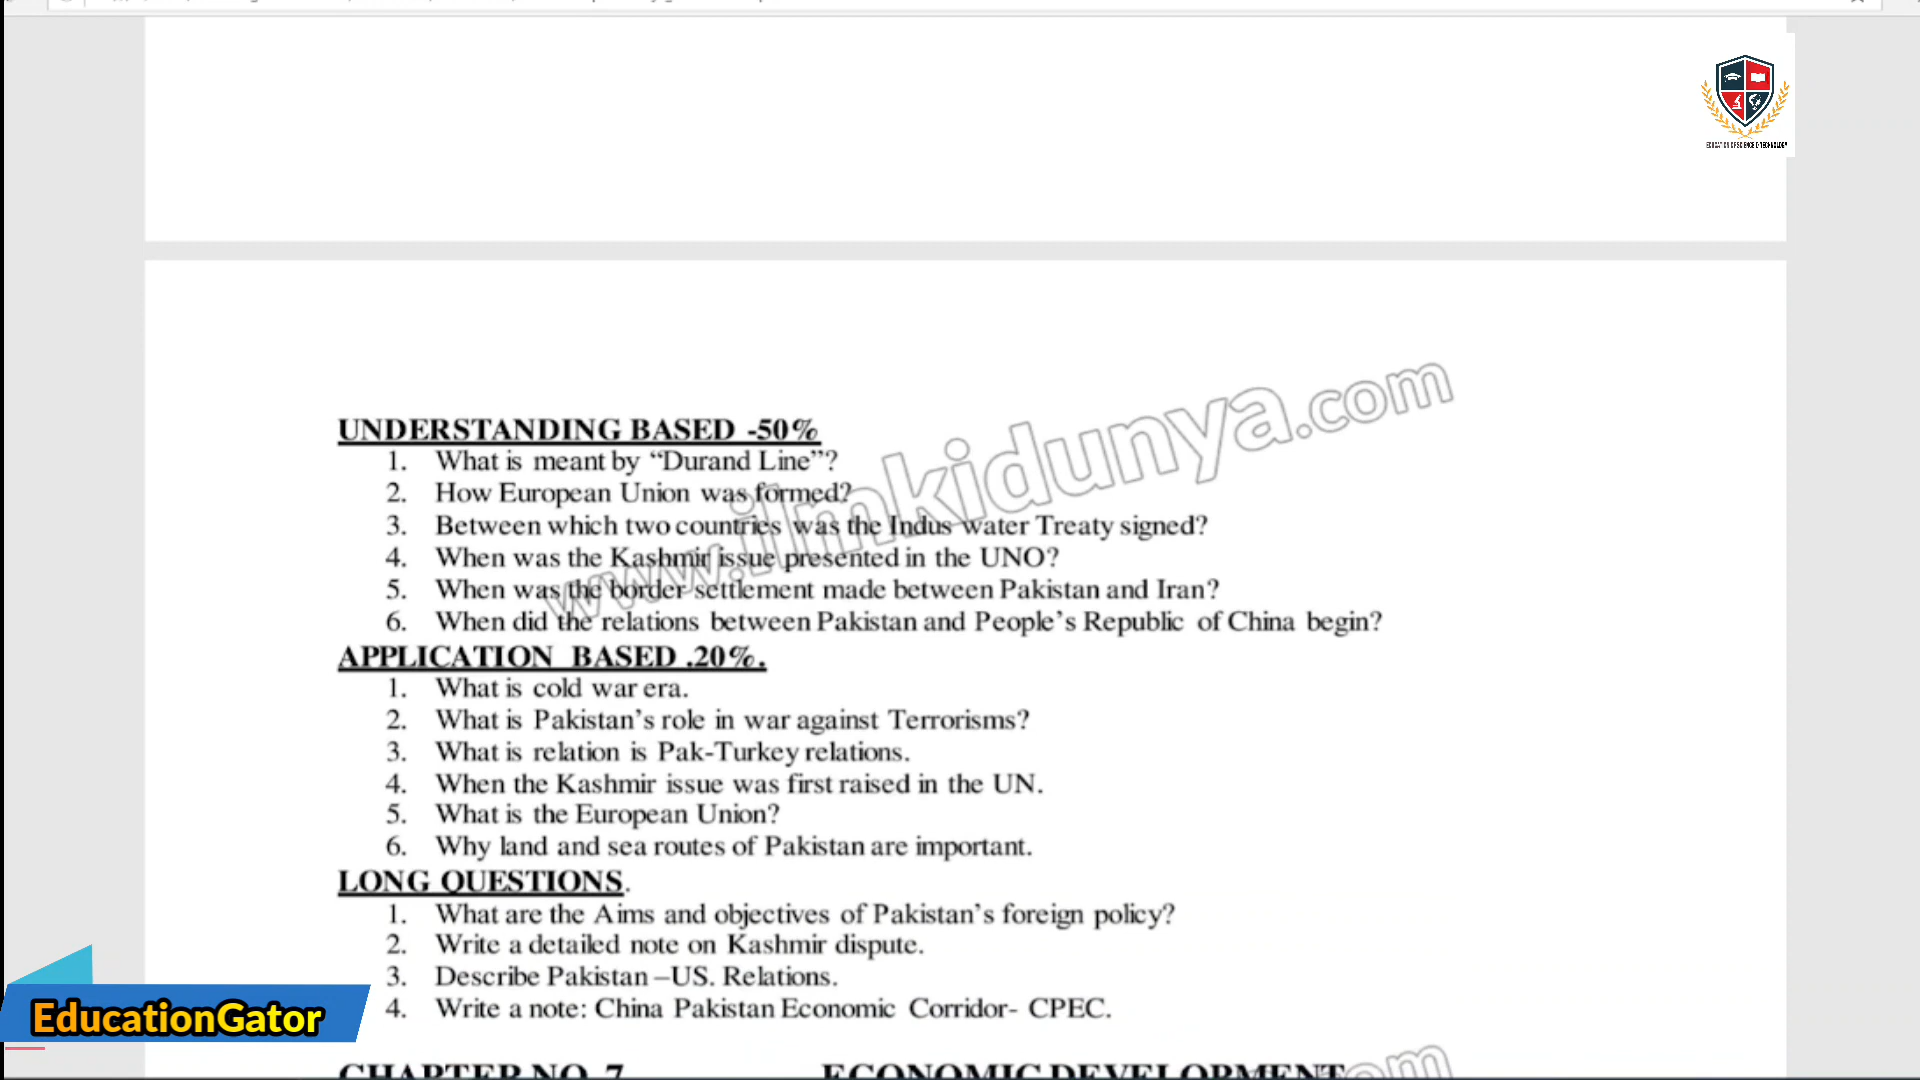 EDUCATION OF SCIENCE & TECHNOLOGY
www.ilmkidunya.com
UNDERSTANDING BASED -50%
1. What is meant by “Durand Line”?
2. How European Union was formed?
3. Between which two countries was the Indus water Treaty signed?
4. When was the Kashmir issue presented in the UNO?
5. When was the border settlement made between Pakistan and Iran?
6. When did the relations between Pakistan and People’s Republic of China begin?
APPLICATION BASED .20%.
1. What is cold war era.
2. What is Pakistan’s role in war against Terrorisms?
3. What is relation is Pak-Turkey relations.
4. When the Kashmir issue was first raised in the UN.
5. What is the European Union?
6. Why land and sea routes of Pakistan are important.
LONG QUESTIONS.
1. What are the Aims and objectives of Pakistan’s foreign policy?
2. Write a detailed note on Kashmir dispute.
3. Describe Pakistan –US. Relations.
4. Write a note: China Pakistan Economic Corridor- CPEC.
EducationGator
CHAPTER NO. 7 ECONOMIC DEVELOPMENT